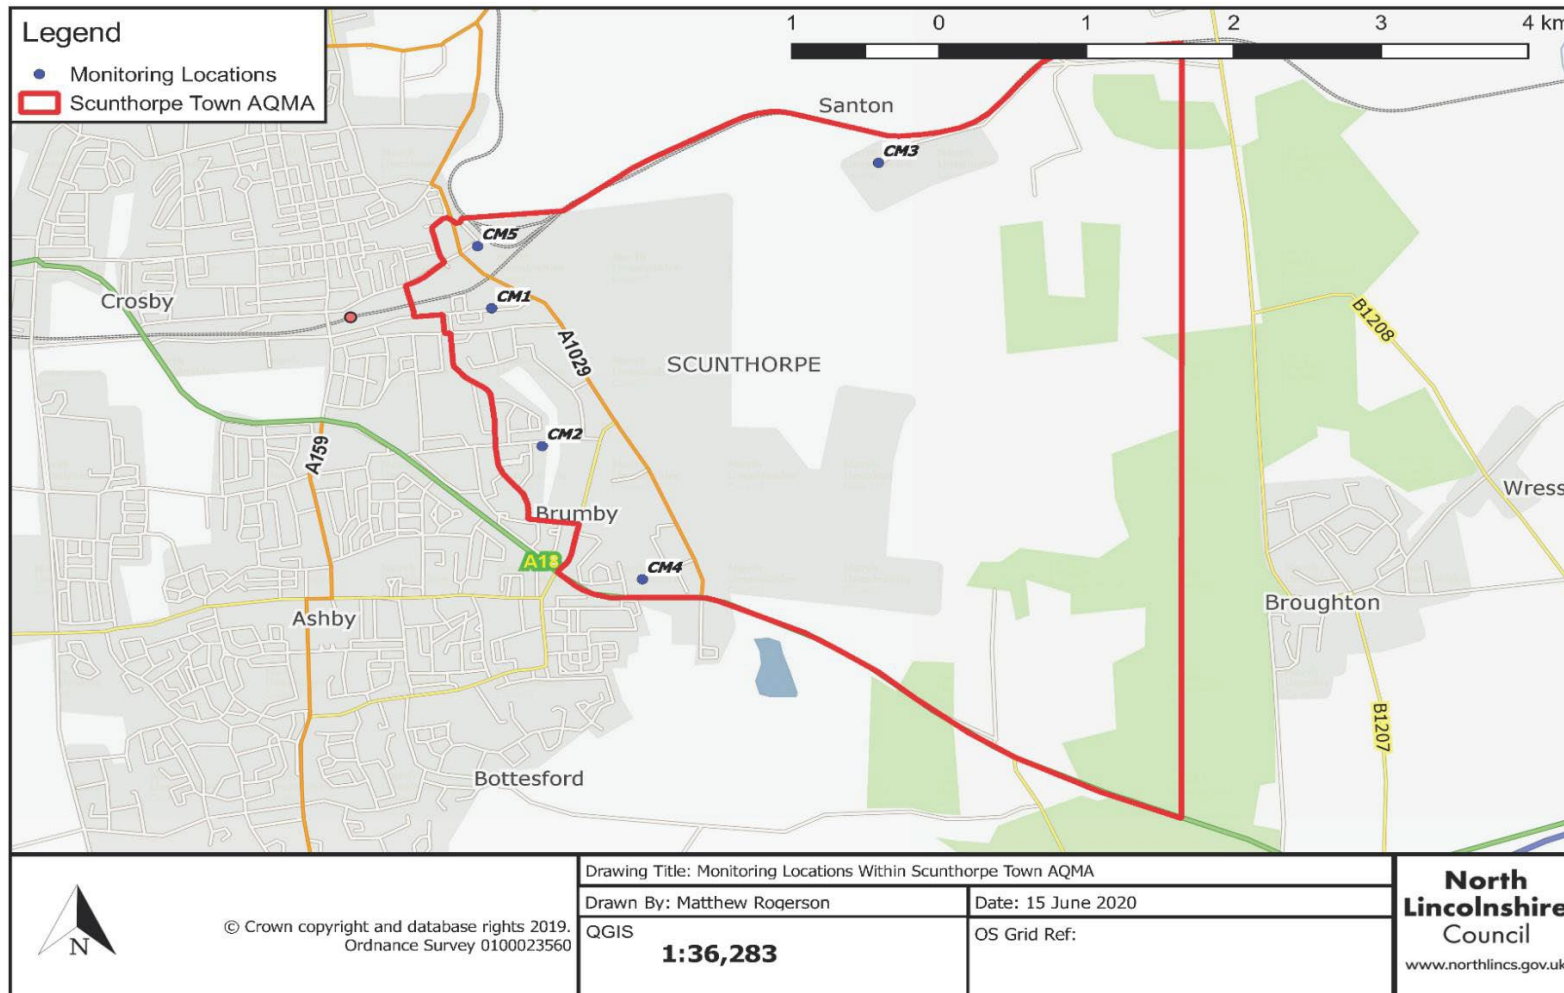 Legend
Monitoring Locations
Scunthorpe Town AQMA
1 0 1 2 3 4 km
Santon
CM3
CM5
CM1
Crosby
A1029
SCUNTHORPE
B1208
A159
CM2
Wress
Brumby
A18
CM4
Ashby
Broughton
B1207
Bottesford
N
© Crown copyright and database rights 2019.
Ordnance Survey 0100023560
Drawing Title: Monitoring Locations Within Scunthorpe Town AQMA
Drawn By: Matthew Rogerson
Date: 15 June 2020
QGIS
1:36,283
OS Grid Ref:
North
Lincolnshire
Council
www.northlincs.gov.uk